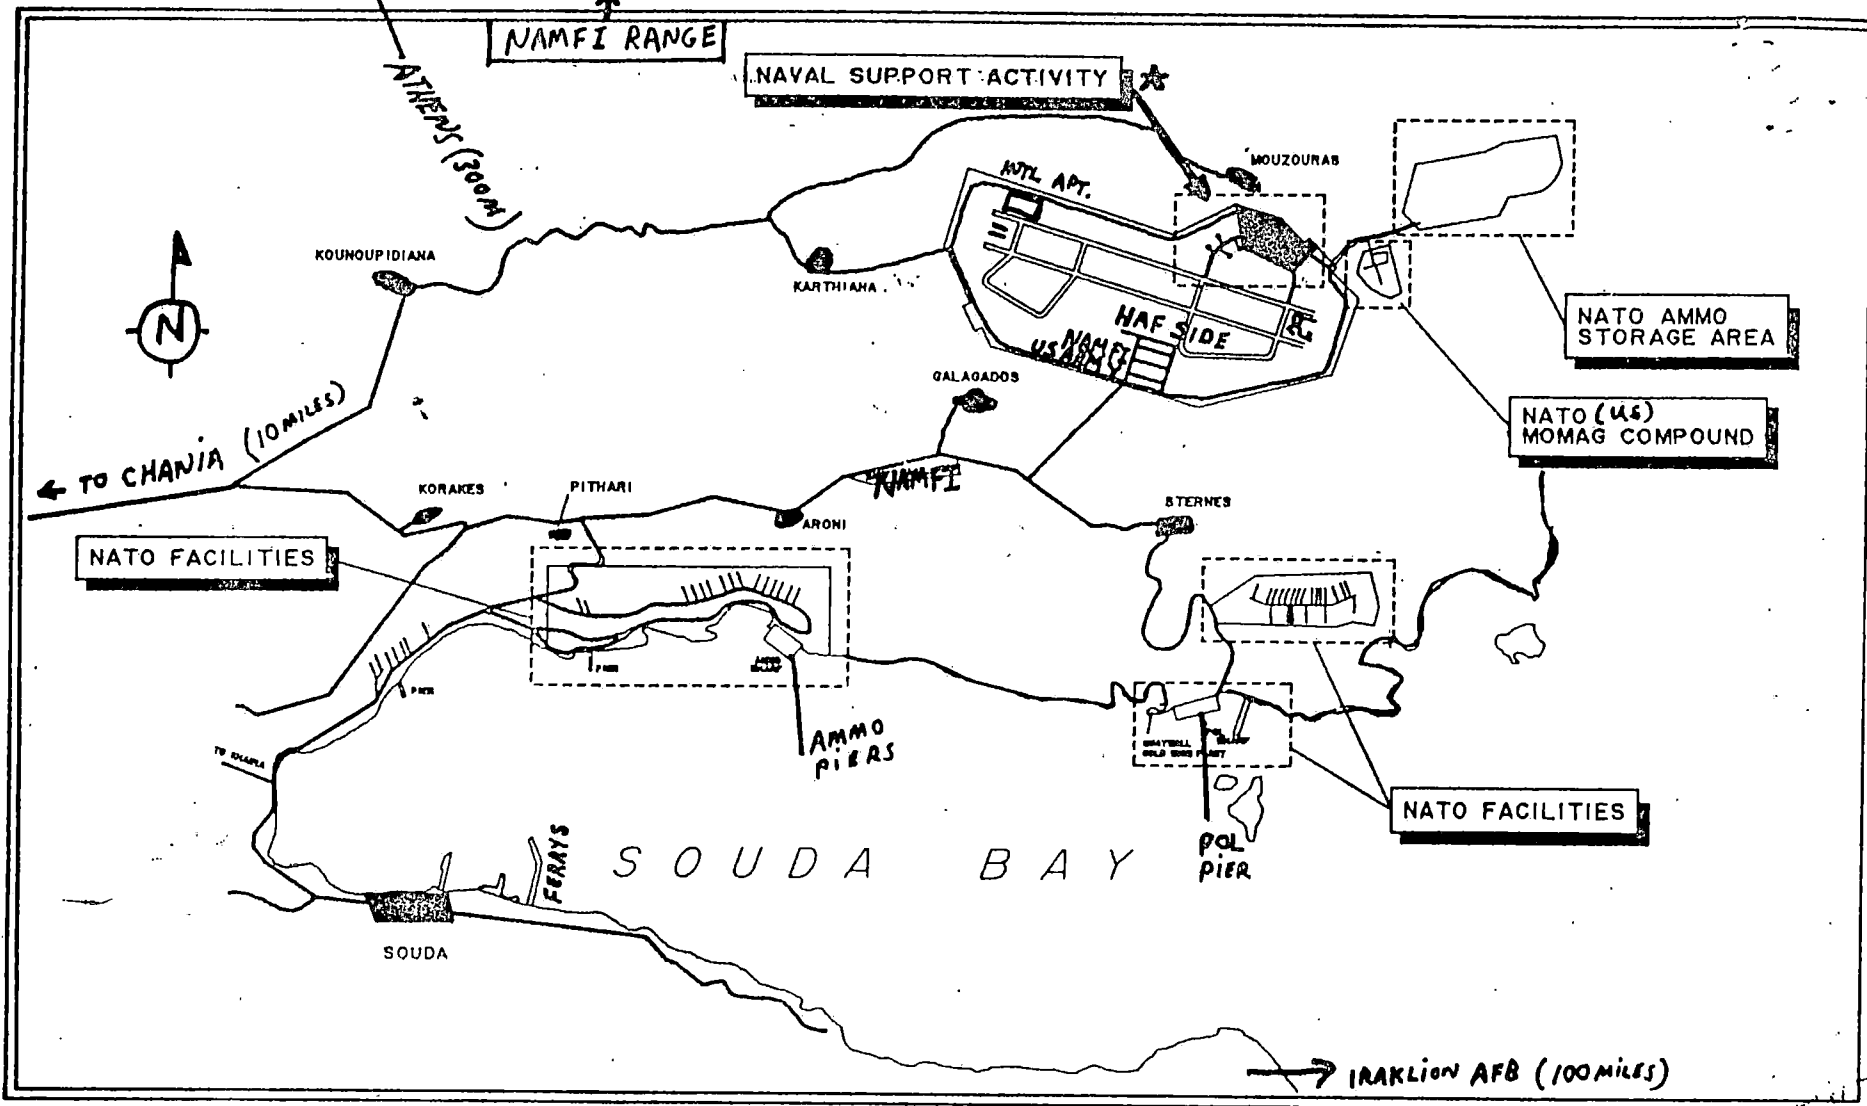 NAMFI RANGE
ATHENS (300M)
NAVAL SUPPORT ACTIVITY
MOUZOURAS
INTL APT.
KOUNOUPIDIANA
KARTHIANA
N
HAF SIDE
NAMFI
US ARMY
NATO AMMO
STORAGE AREA
GALAGADOS
NATO (US)
MOMAG COMPOUND
← TO CHANIA (10 MILES)
KORAKES
PITHARI
NAMFI
ARONI
STERNES
NATO FACILITIES
PIER
PIER
AMMO
PIERS
NATO FACILITIES
POL
PIER
FERRYS
SOUDA BAY
SOUDA
→ IRAKLION AFB (100 MILES)